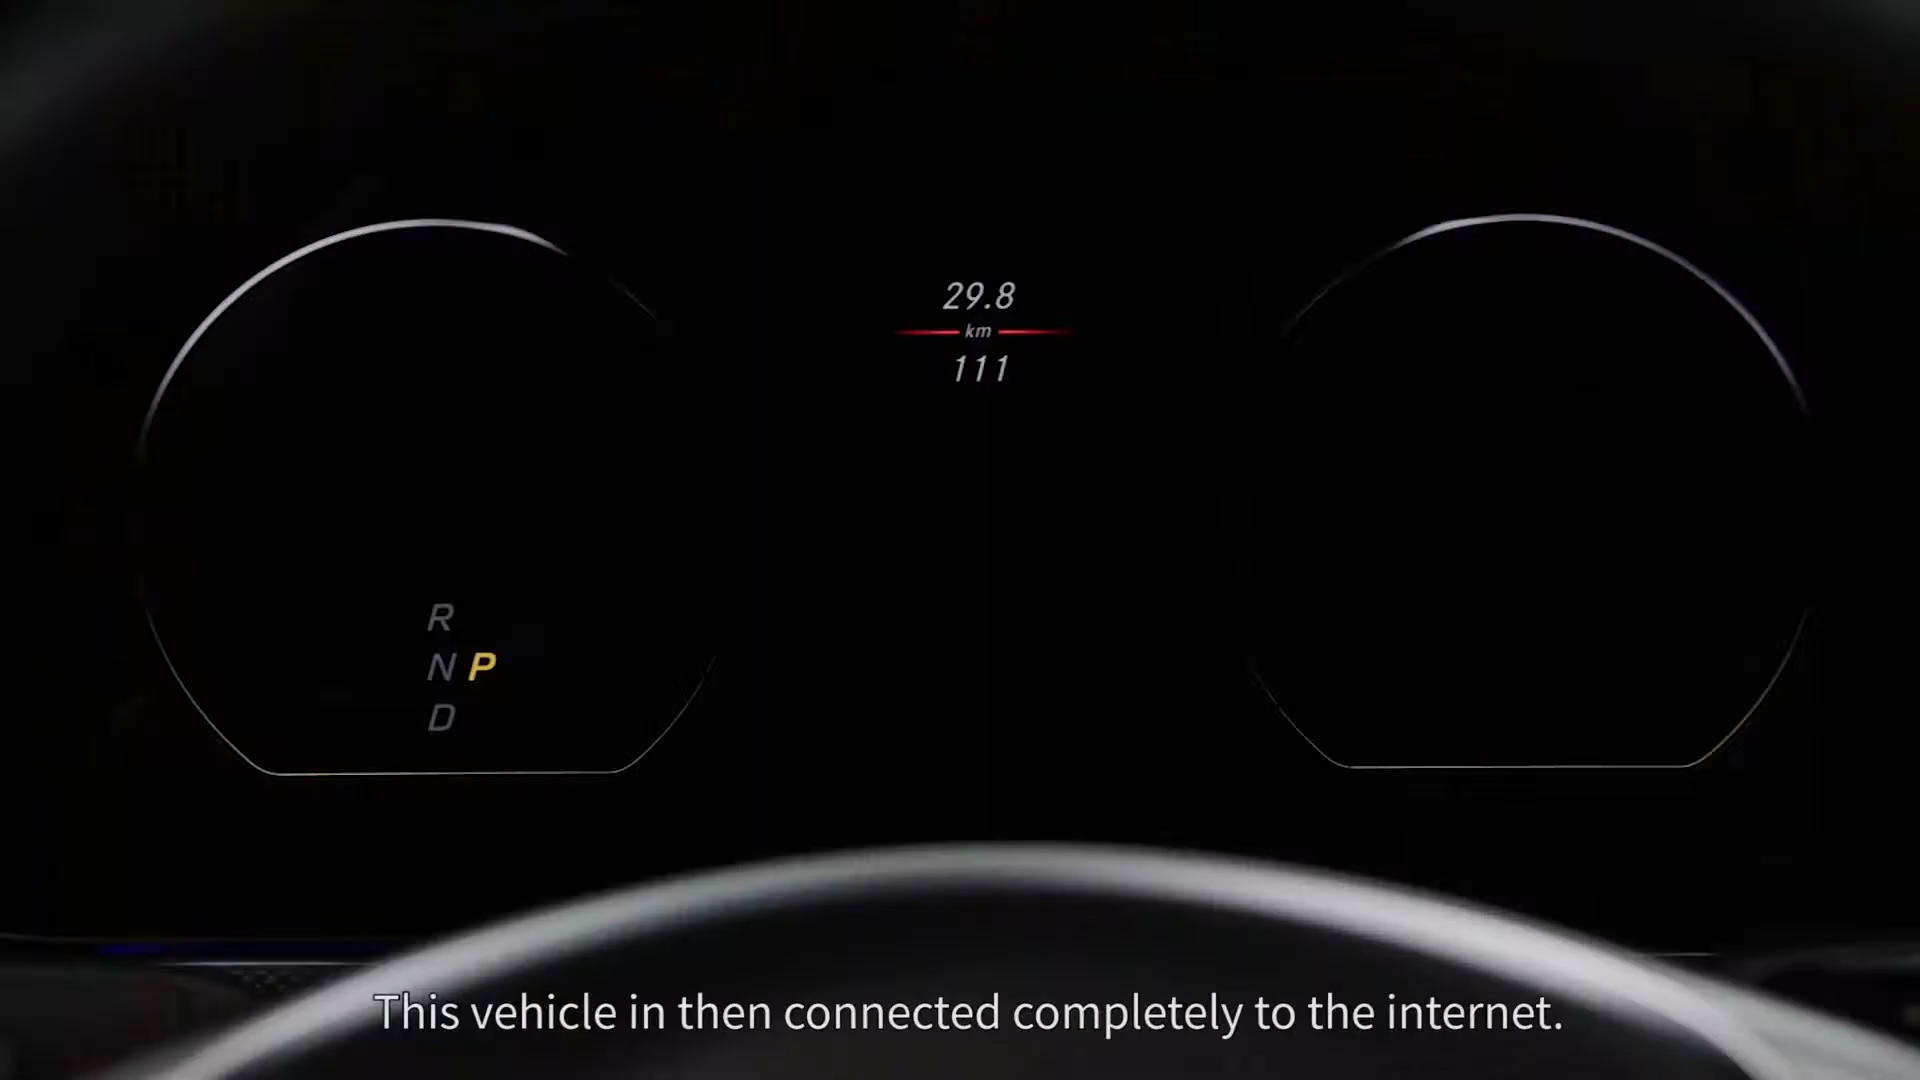 29.8
km
111
R
N P
D
This vehicle in then connected completely to the internet.